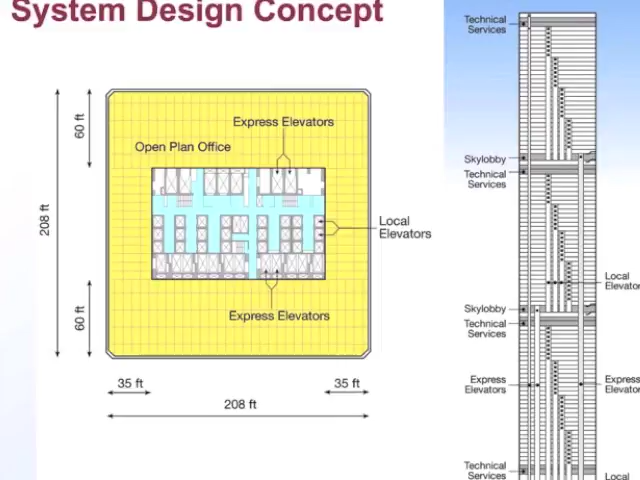 System Design Concept
60 ft
Express Elevators
Open Plan Office
208 ft
Local
Elevators
Express Elevators
60 ft
35 ft
35 ft
208 ft
Technical
Services
Skylobby
Technical
Services
Local
Elevator
Skylobby
Technical
Services
Express
Elevators
Express
Elevators
Technical
Services
Local